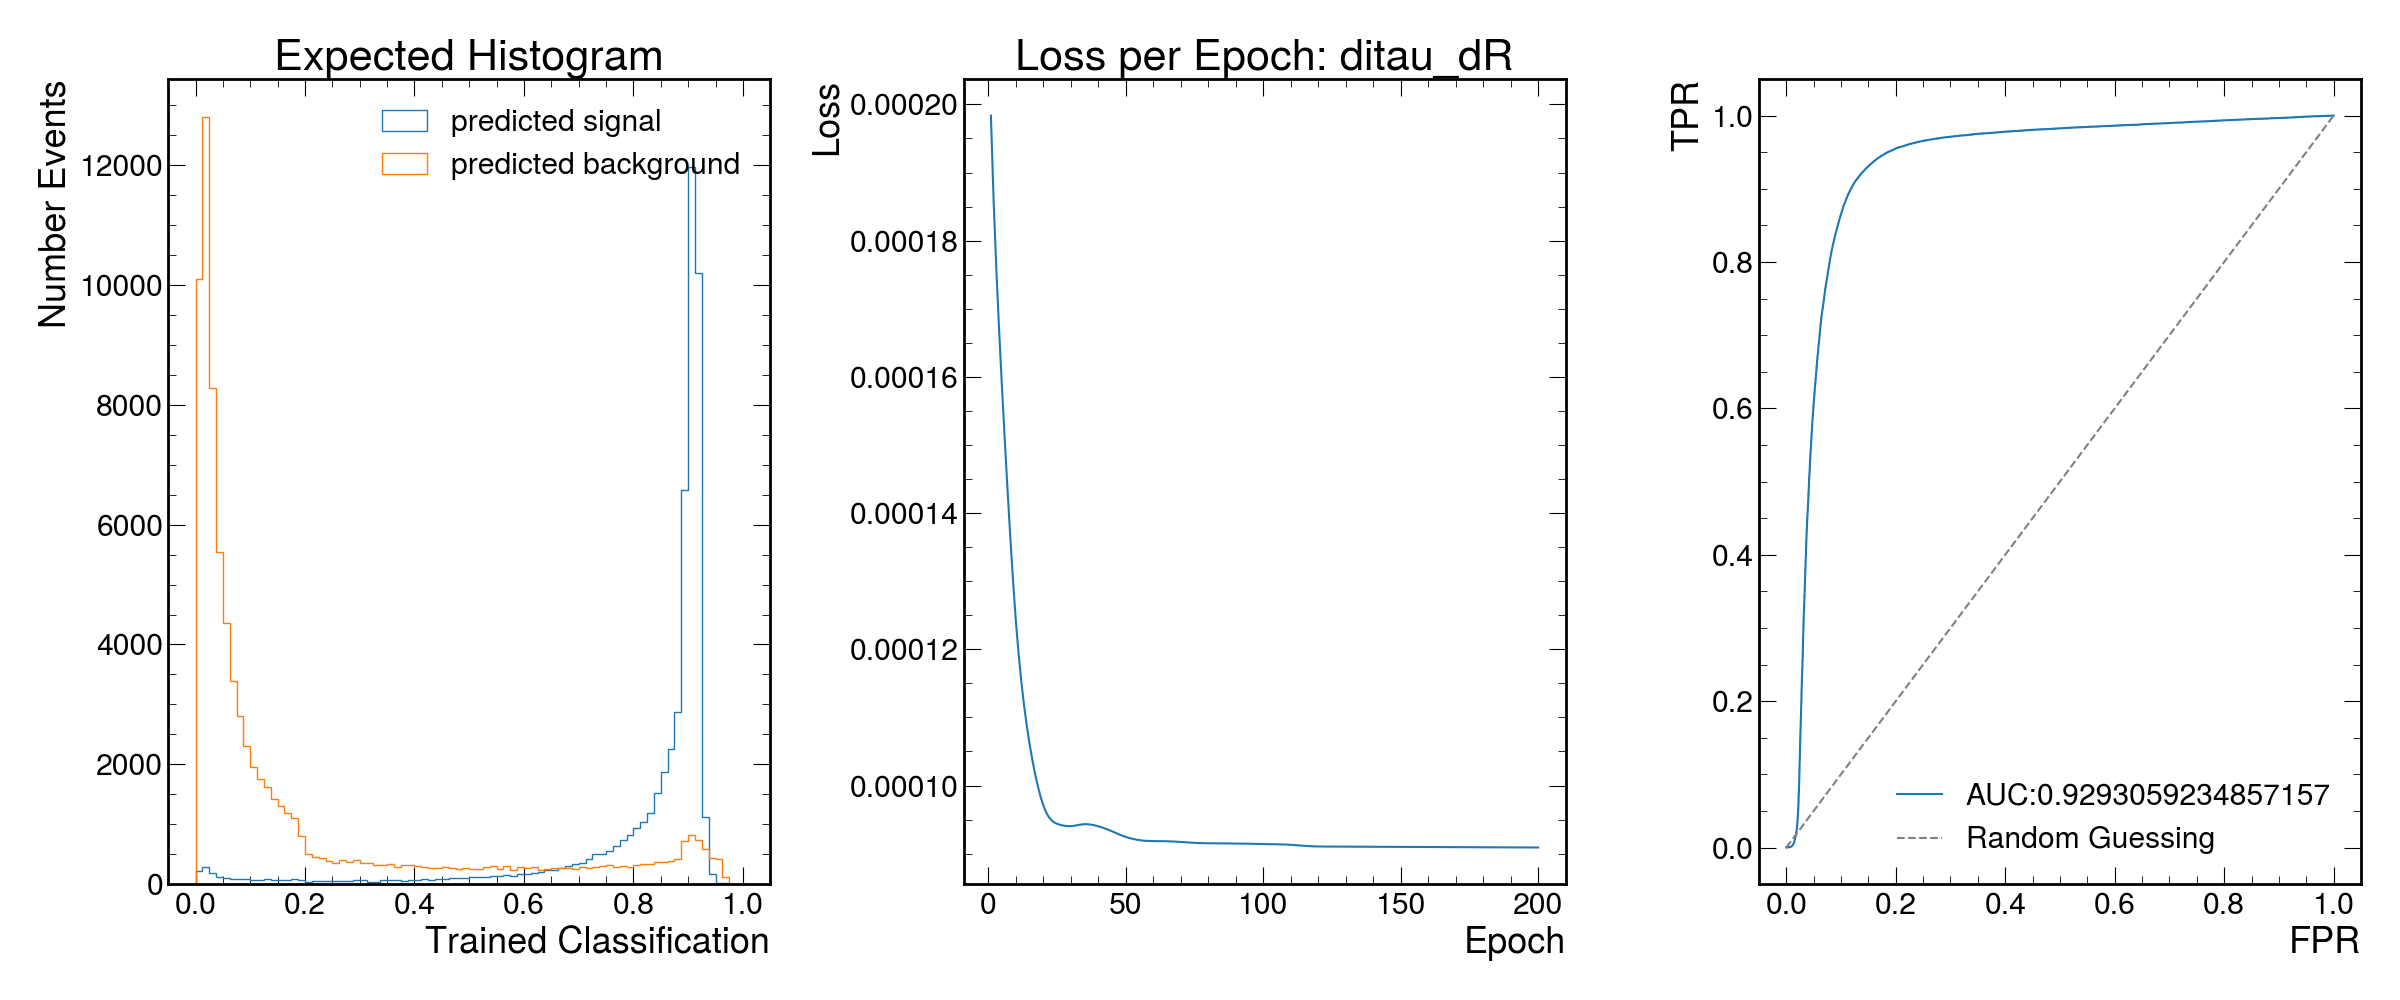 Expected Histogram
Number Events
predicted signal
predicted background
12000
10000
8000
6000
4000
2000
0
0.0 0.2 0.4 0.6 0.8 1.0
Trained Classification
Loss per Epoch: ditau_dR
Loss
0.00020
0.00018
0.00016
0.00014
0.00012
0.00010
0 50 100 150 200
Epoch
TPR
1.0
0.8
0.6
0.4
0.2
0.0
AUC:0.9293059234857157
Random Guessing
0.0 0.2 0.4 0.6 0.8 1.0
FPR